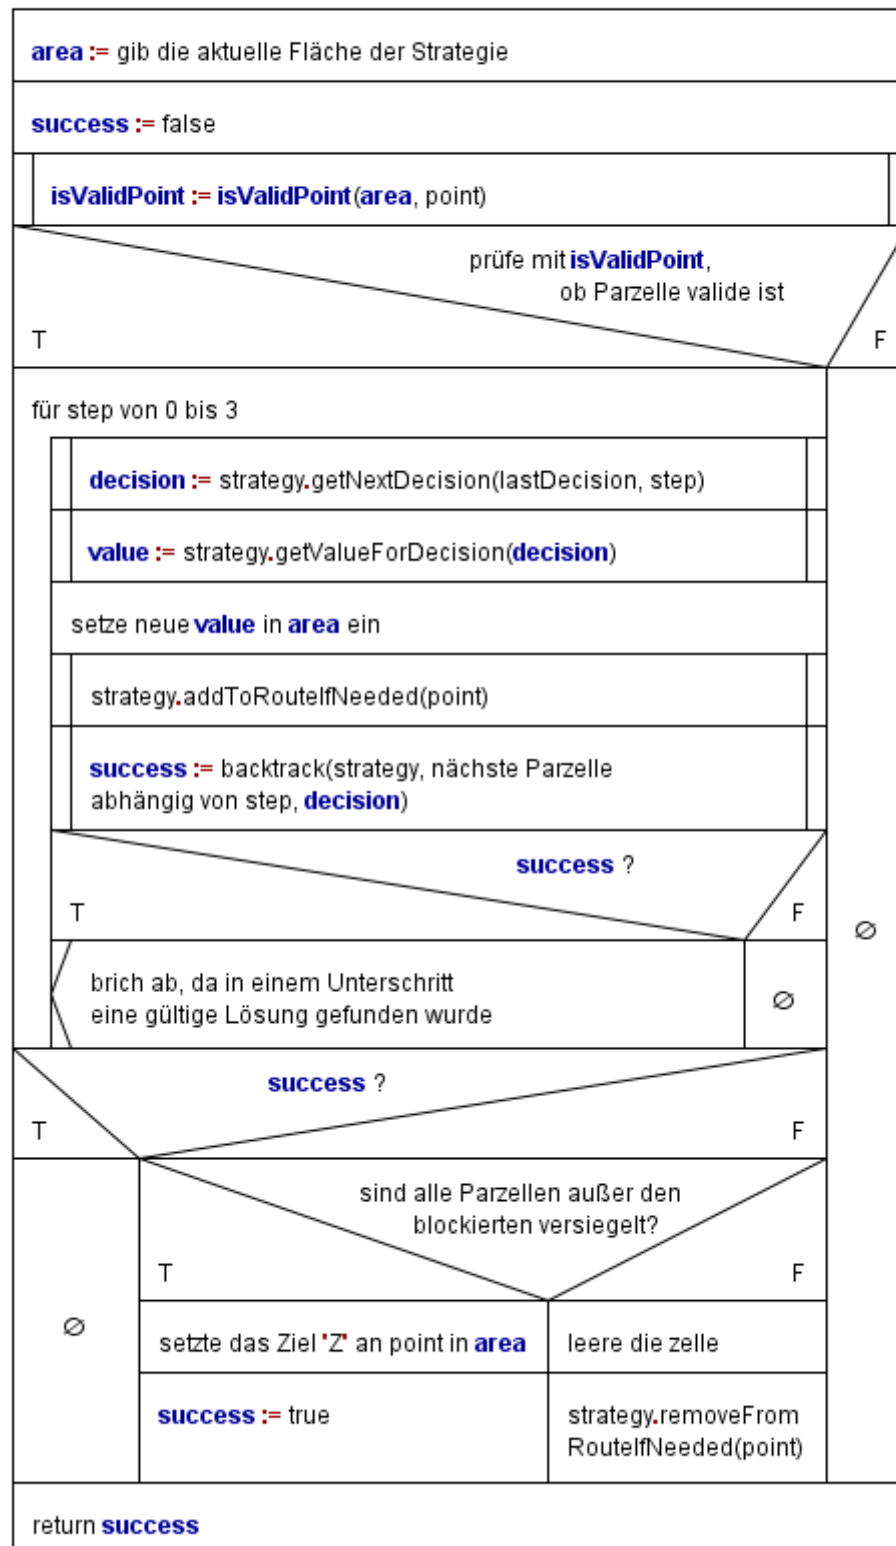 area := gib die aktuelle Fläche der Strategie
success := false
isValidPoint := isValidPoint(area, point)
prüfe mit isValidPoint,
ob Parzelle valide ist
T
F
für step von 0 bis 3
decision := strategy.getNextDecision(lastDecision, step)
value := strategy.getValueForDecision(decision)
setze neue value in area ein
strategy.addToRouteIfNeeded(point)
success := backtrack(strategy, nächste Parzelle
abhängig von step, decision)
success ?
T
F
∅
brich ab, da in einem Unterschritt
eine gültige Lösung gefunden wurde
∅
success ?
T
F
sind alle Parzellen außer den
blockierten versiegelt?
T
F
∅
setzte das Ziel 'Z' an point in area
leere die zelle
success := true
strategy.removeFrom
RouteIfNeeded(point)
return success